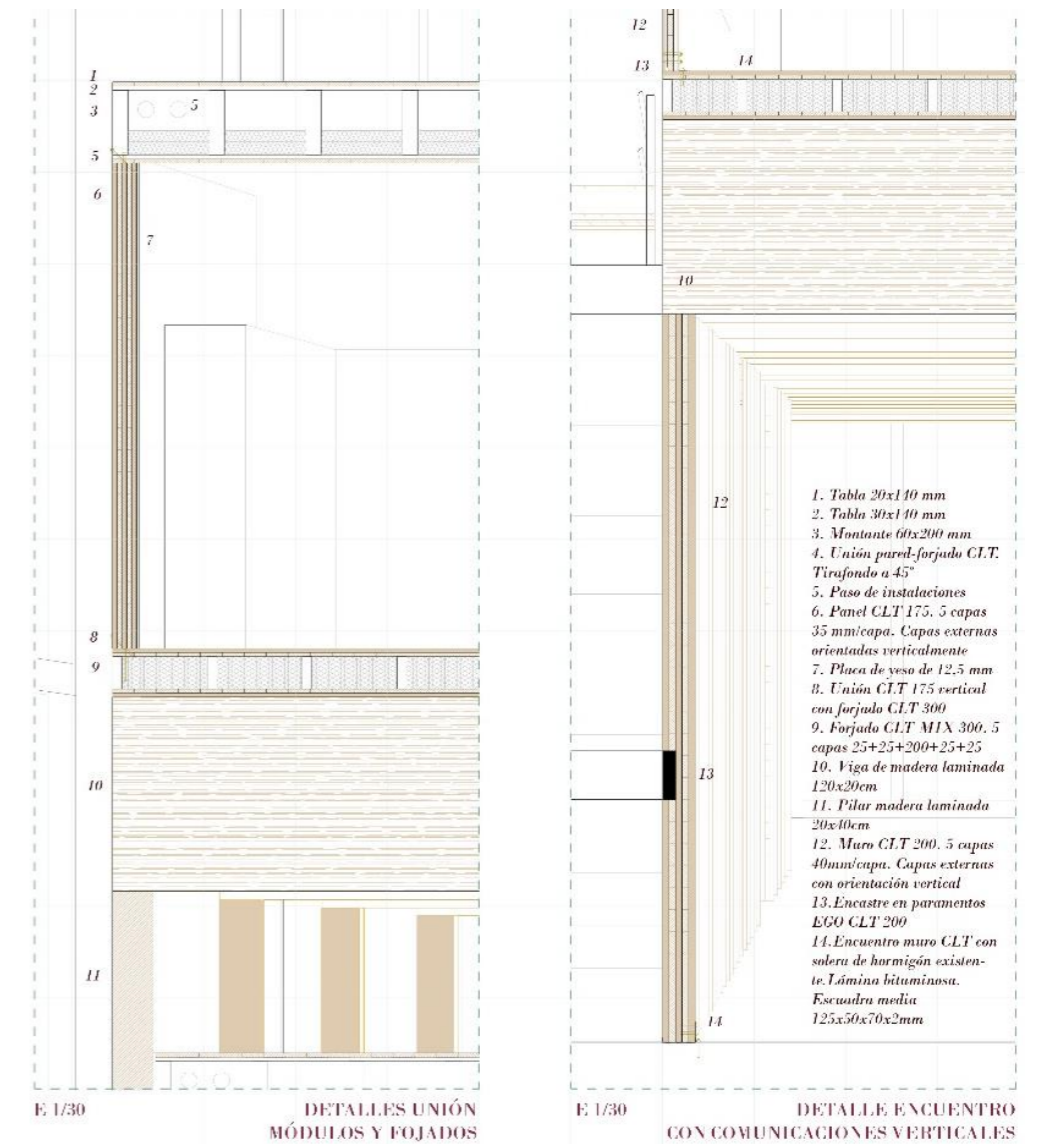 1
2
3
5
5
6
7
8
9
10
11
E 1/30
DETALLES UNIÓN
MÓDULOS Y FOJADOS
12
13
14
10
12
13
14
1. Tabla 20x140 mm
2. Tabla 30x140 mm
3. Montante 60x200 mm
4. Unión pared-forjado CLT.
Tirafondo a 45°
5. Paso de instalaciones
6. Panel CLT 175. 5 capas
35 mm/capa. Capas externas
orientadas verticalmente
7. Placa de yeso de 12,5 mm
8. Unión CLT 175 vertical
con forjado CLT 300
9. Forjado CLT MIX 300. 5
capas 25+25+200+25+25
10. Viga de madera laminada
120x20cm
11. Pilar madera laminada
20x40cm
12. Muro CLT 200. 5 capas
40mm/capa. Capas externas
con orientación vertical
13.Encastre en paramentos
EGO CLT 200
14.Encuentro muro CLT con
solera de hormigón existen-
te.Lámina bituminosa.
Escuadra media
125x50x70x2mm
E 1/30
DETALLE ENCUENTRO
CON COMUNICACIONES VERTICALES